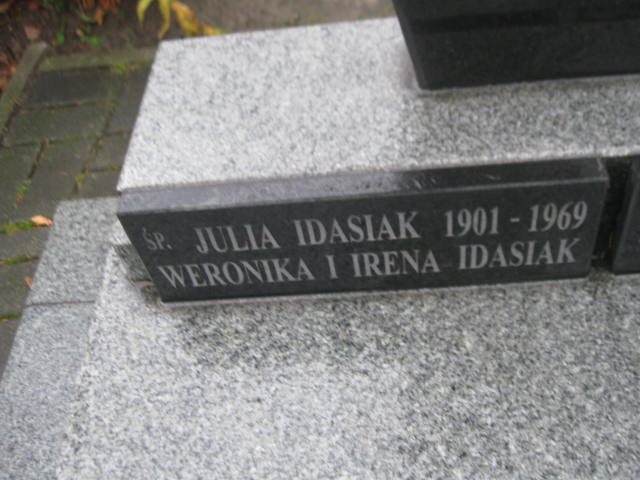 ŚP. JULIA IDASIAK 1901 - 1969
WERONIKA I IRENA IDASIAK